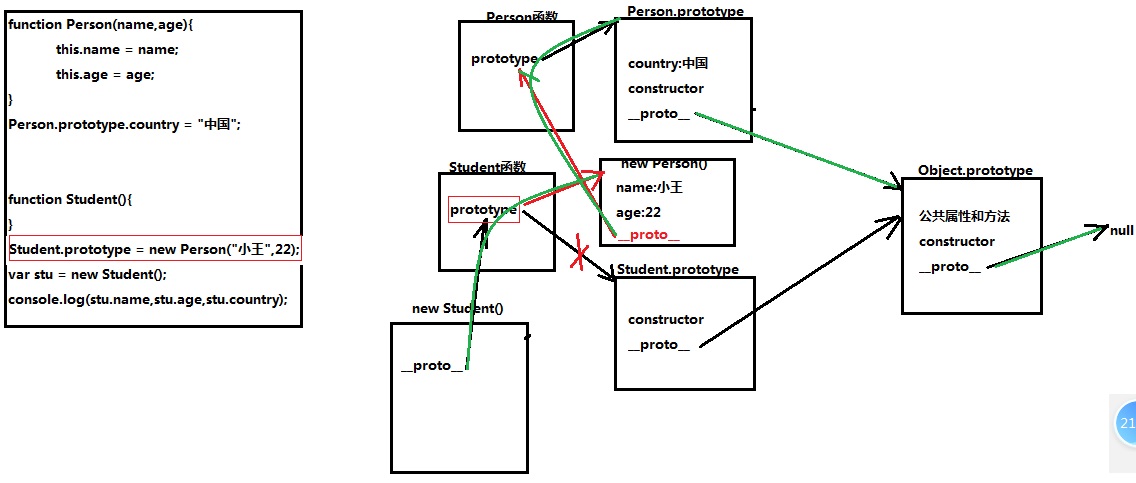 function Person(name,age){
this.name = name;
this.age = age;
}
Person.prototype.country = "中国";
function Student(){
}
Student.prototype = new Person("小王",22);
var stu = new Student();
console.log(stu.name,stu.age,stu.country);
Person函数
prototype
Person.prototype
country:中国
constructor
__proto__
Student函数
prototype
new Person()
name:小王
age:22
__proto__
Student.prototype
constructor
__proto__
new Student()
__proto__
Object.prototype
公共属性和方法
constructor
__proto__
null
21